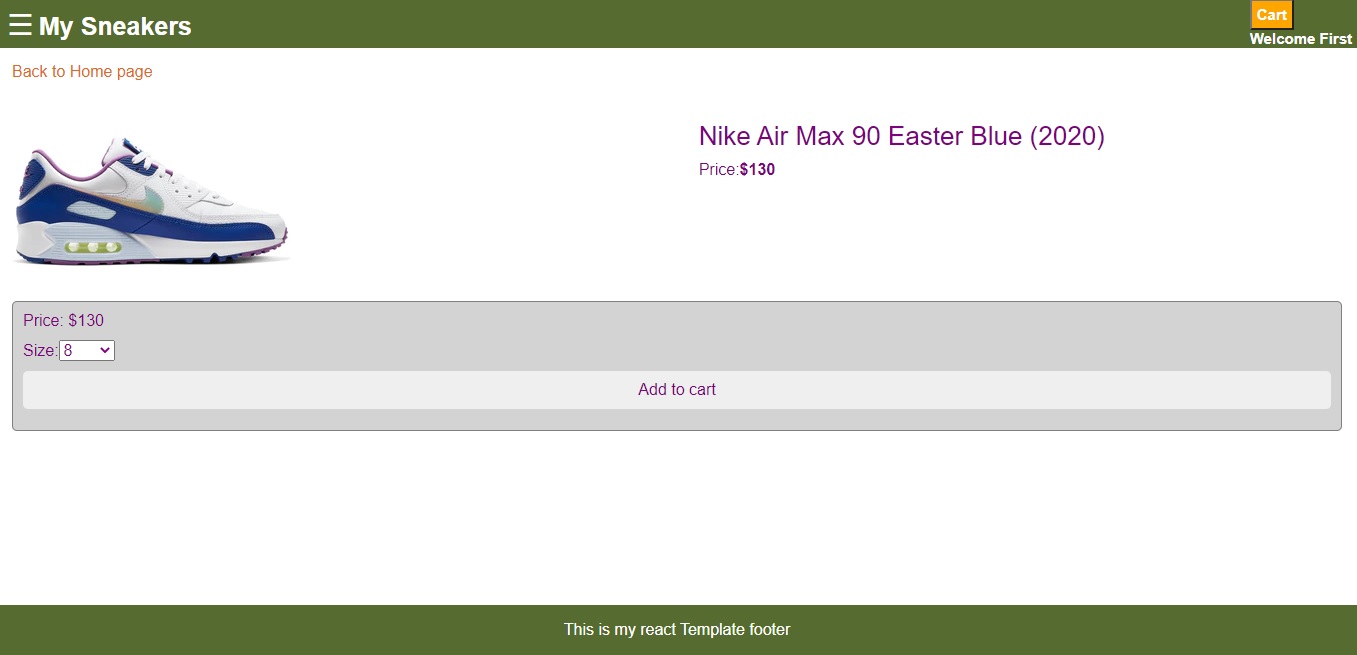 ☰ My Sneakers
Cart
Welcome First
Back to Home page
Nike Air Max 90 Easter Blue (2020)
Price:$130
Price: $130
Size: 8
Add to cart
This is my react Template footer